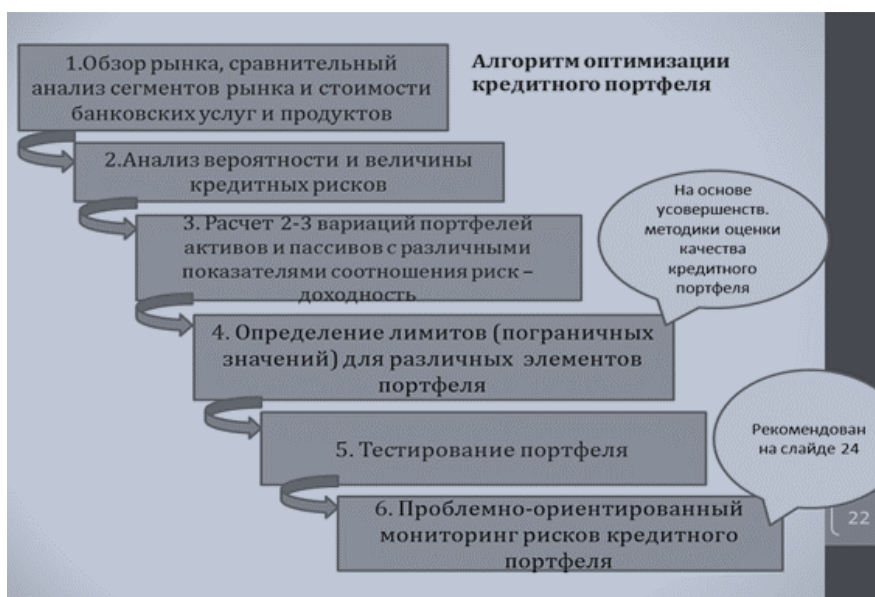 1.Обзор рынка, сравнительный
анализ сегментов рынка и стоимости
банковских услуг и продуктов
Алгоритм оптимизации
кредитного портфеля
2.Анализ вероятности и величины
кредитных рисков
3. Расчет 2-3 вариаций портфелей
активов и пассивов с различными
показателями соотношения риск –
доходность
На основе
усовершенств.
методики оценки
качества
кредитного
портфеля
4. Определение лимитов (пограничных
значений) для различных элементов
портфеля
5. Тестирование портфеля
Рекомендован
на слайде 24
6. Проблемно-ориентированный
мониторинг рисков кредитного
портфеля
22